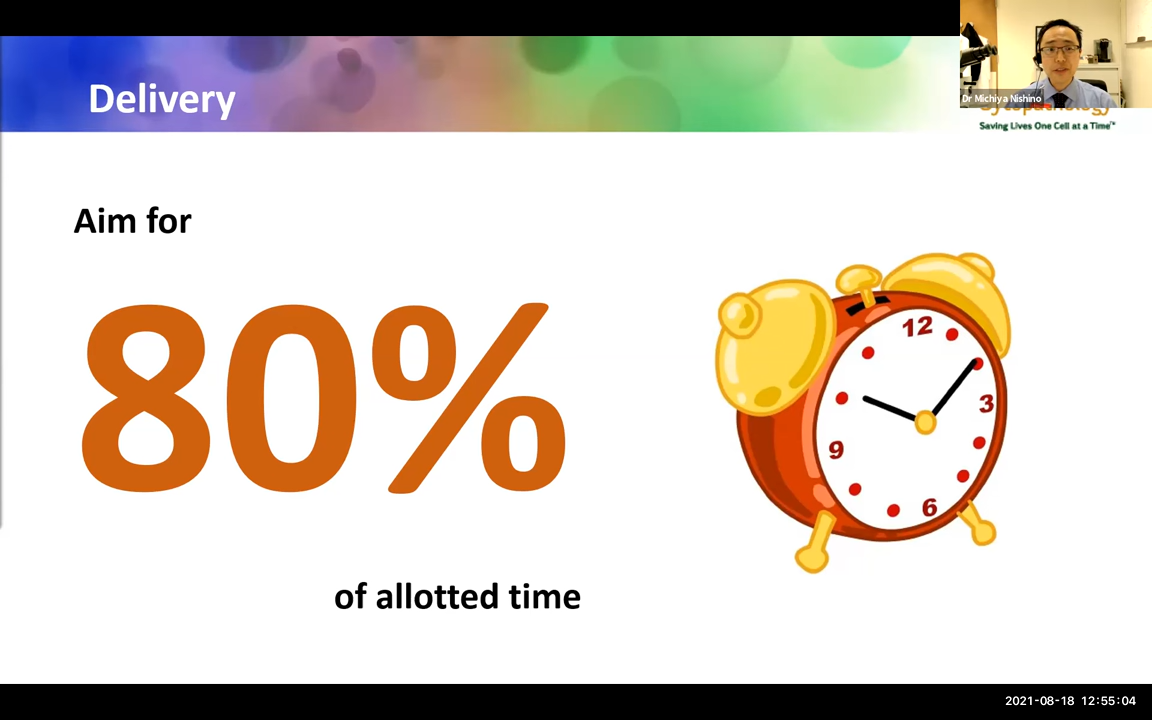 Delivery
Dr Michiya Nishino
Saving Lives One Cell at a Time™
Aim for
80%
of allotted time
12
3
9
6
2021-08-18 12:55:04